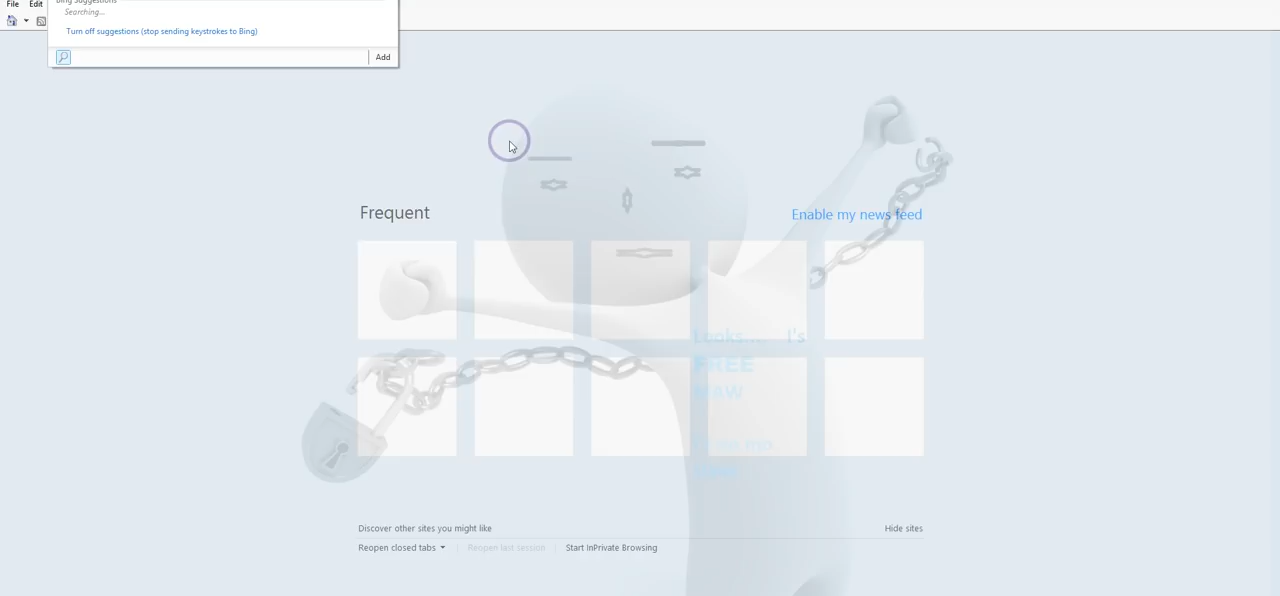 File Edit
Bing Suggestions
Searching...
Turn off suggestions (stop sending keystrokes to Bing)
Add
Frequent
Enable my news feed
FREE
Discover other sites you might like
Hide sites
Reopen closed tabs
Reopen last session
Start InPrivate Browsing